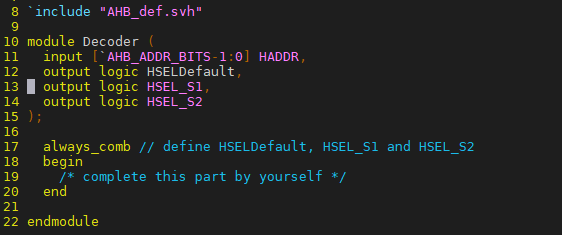 8 `include "AHB_def.svh"
9
10 module Decoder (
11   input [`AHB_ADDR_BITS-1:0] HADDR,
12   output logic HSELDefault,
13   output logic HSEL_S1,
14   output logic HSEL_S2
15 );
16
17   always_comb // define HSELDefault, HSEL_S1 and HSEL_S2
18   begin
19     /* complete this part by yourself */
20   end
21
22 endmodule